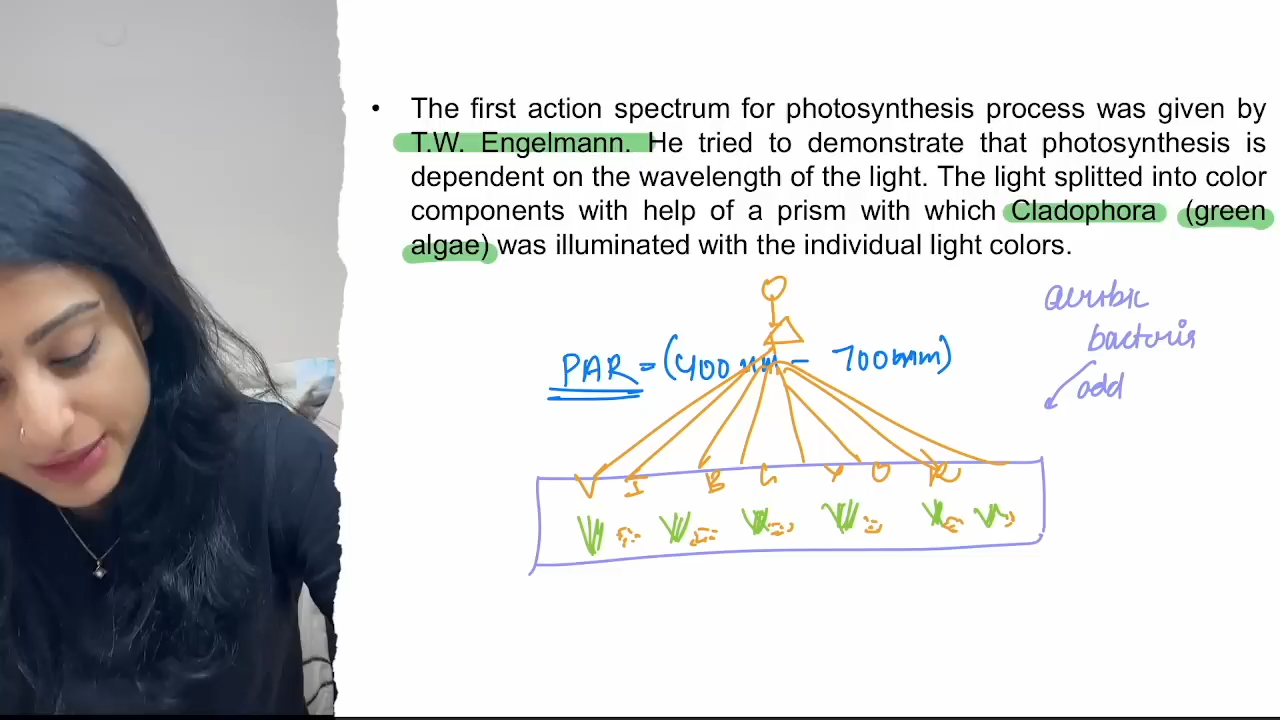 • The first action spectrum for photosynthesis process was given by
T.W. Engelmann. He tried to demonstrate that photosynthesis is
dependent on the wavelength of the light. The light splitted into color
components with help of a prism with which Cladophora (green
algae) was illuminated with the individual light colors.
aerobic
bacteria
add
PAR = (400 nm - 700 nm)
V I B G Y O R